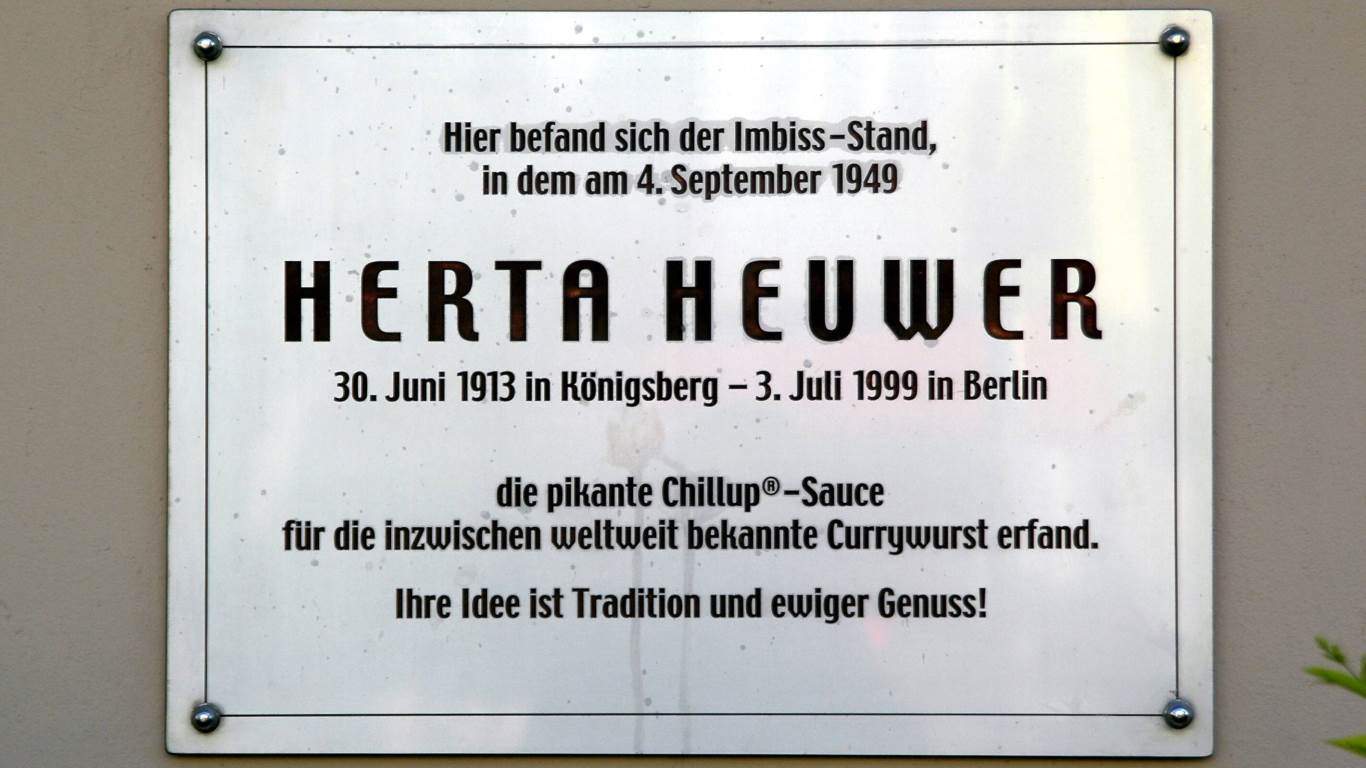 Hier befand sich der Imbiss-Stand,
in dem am 4. September 1949
HERTA HEUWER
30. Juni 1913 in Königsberg – 3. Juli 1999 in Berlin
die pikante Chillup®-Sauce
für die inzwischen weltweit bekannte Currywurst erfand.
Ihre Idee ist Tradition und ewiger Genuss!